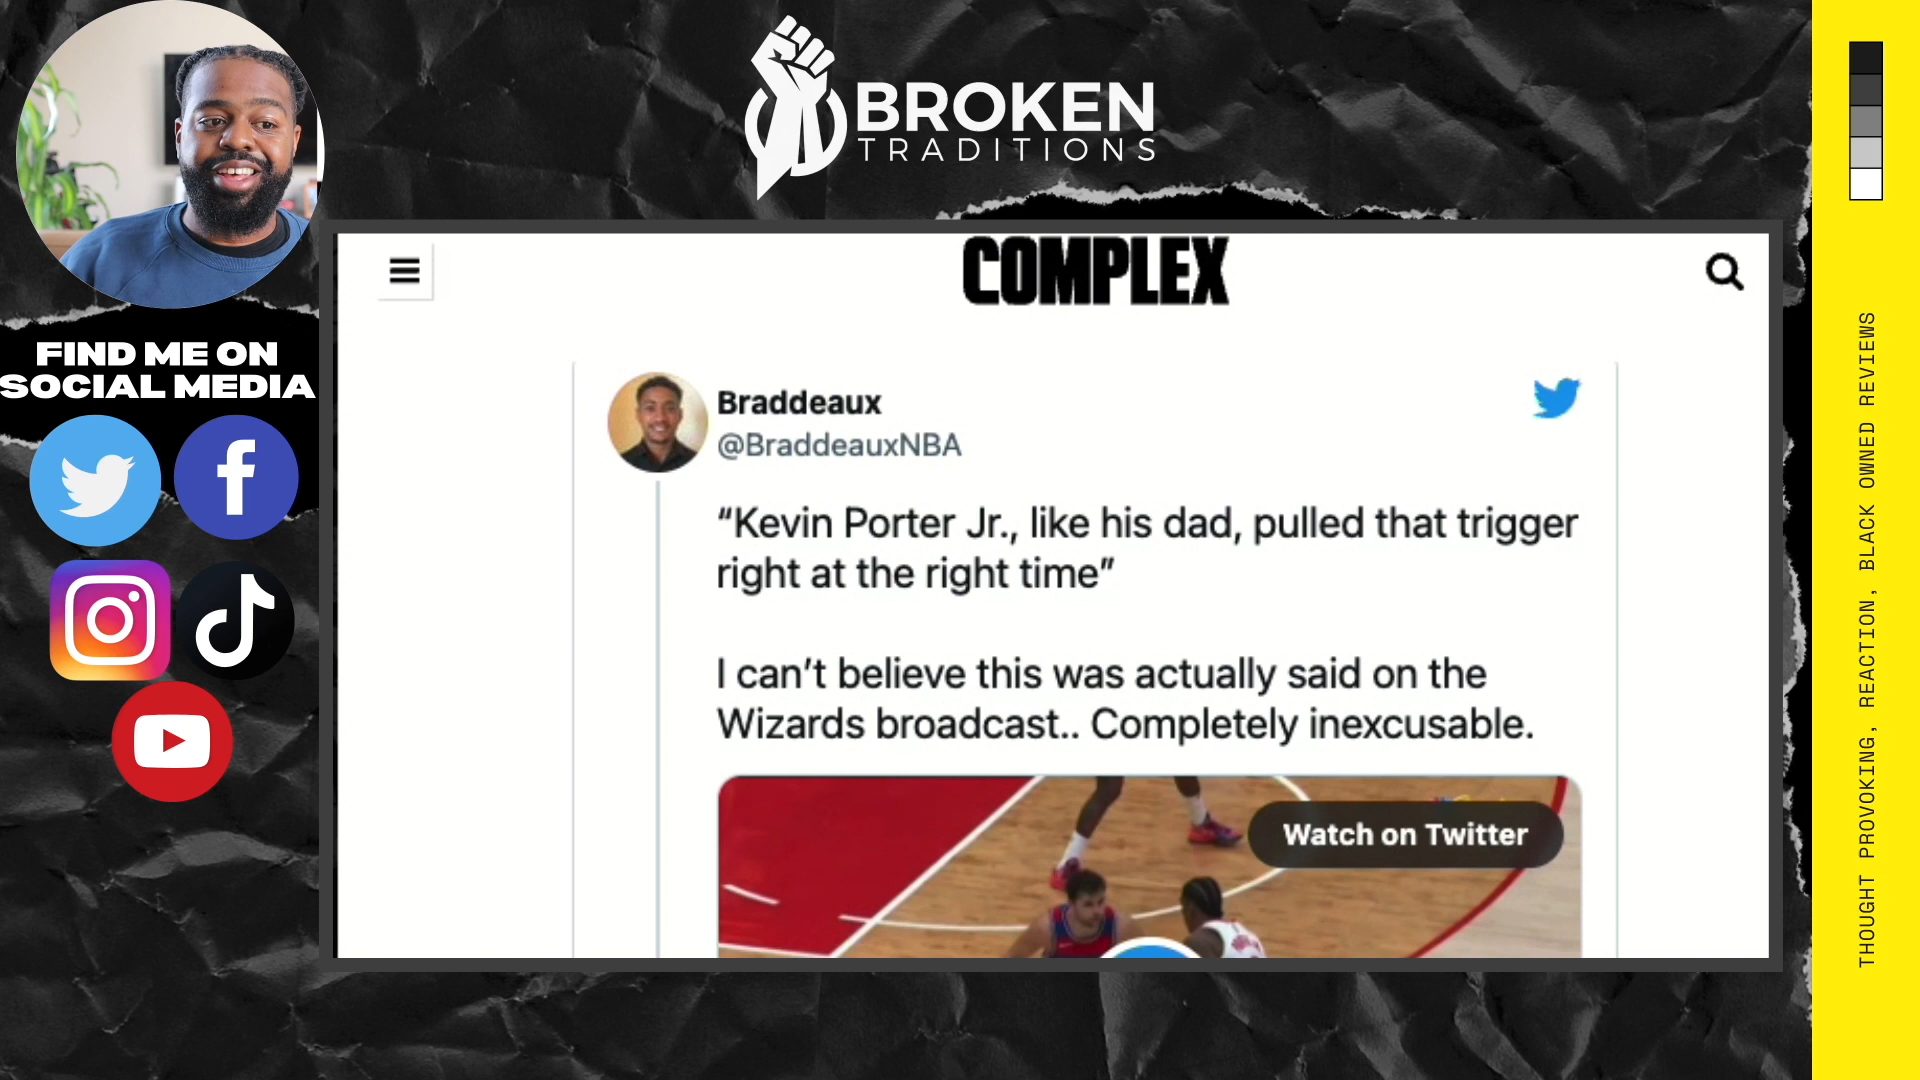 BROKEN
TRADITIONS
COMPLEX
FIND ME ON
SOCIAL MEDIA
Braddeaux
@BraddeauxNBA
“Kevin Porter Jr., like his dad, pulled that trigger
right at the right time”
I can’t believe this was actually said on the
Wizards broadcast.. Completely inexcusable.
Watch on Twitter
THOUGHT PROVOKING, REACTION, BLACK OWNED REVIEWS